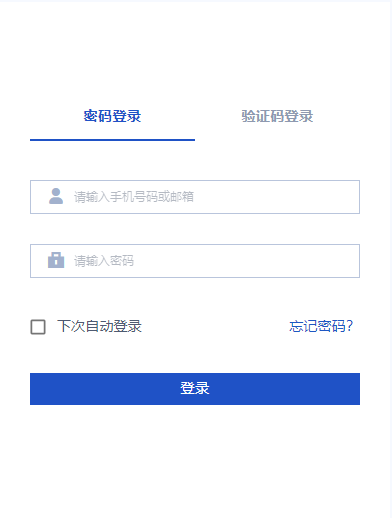 密码登录 验证码登录
请输入手机号码或邮箱
请输入密码
下次自动登录 忘记密码?
登录